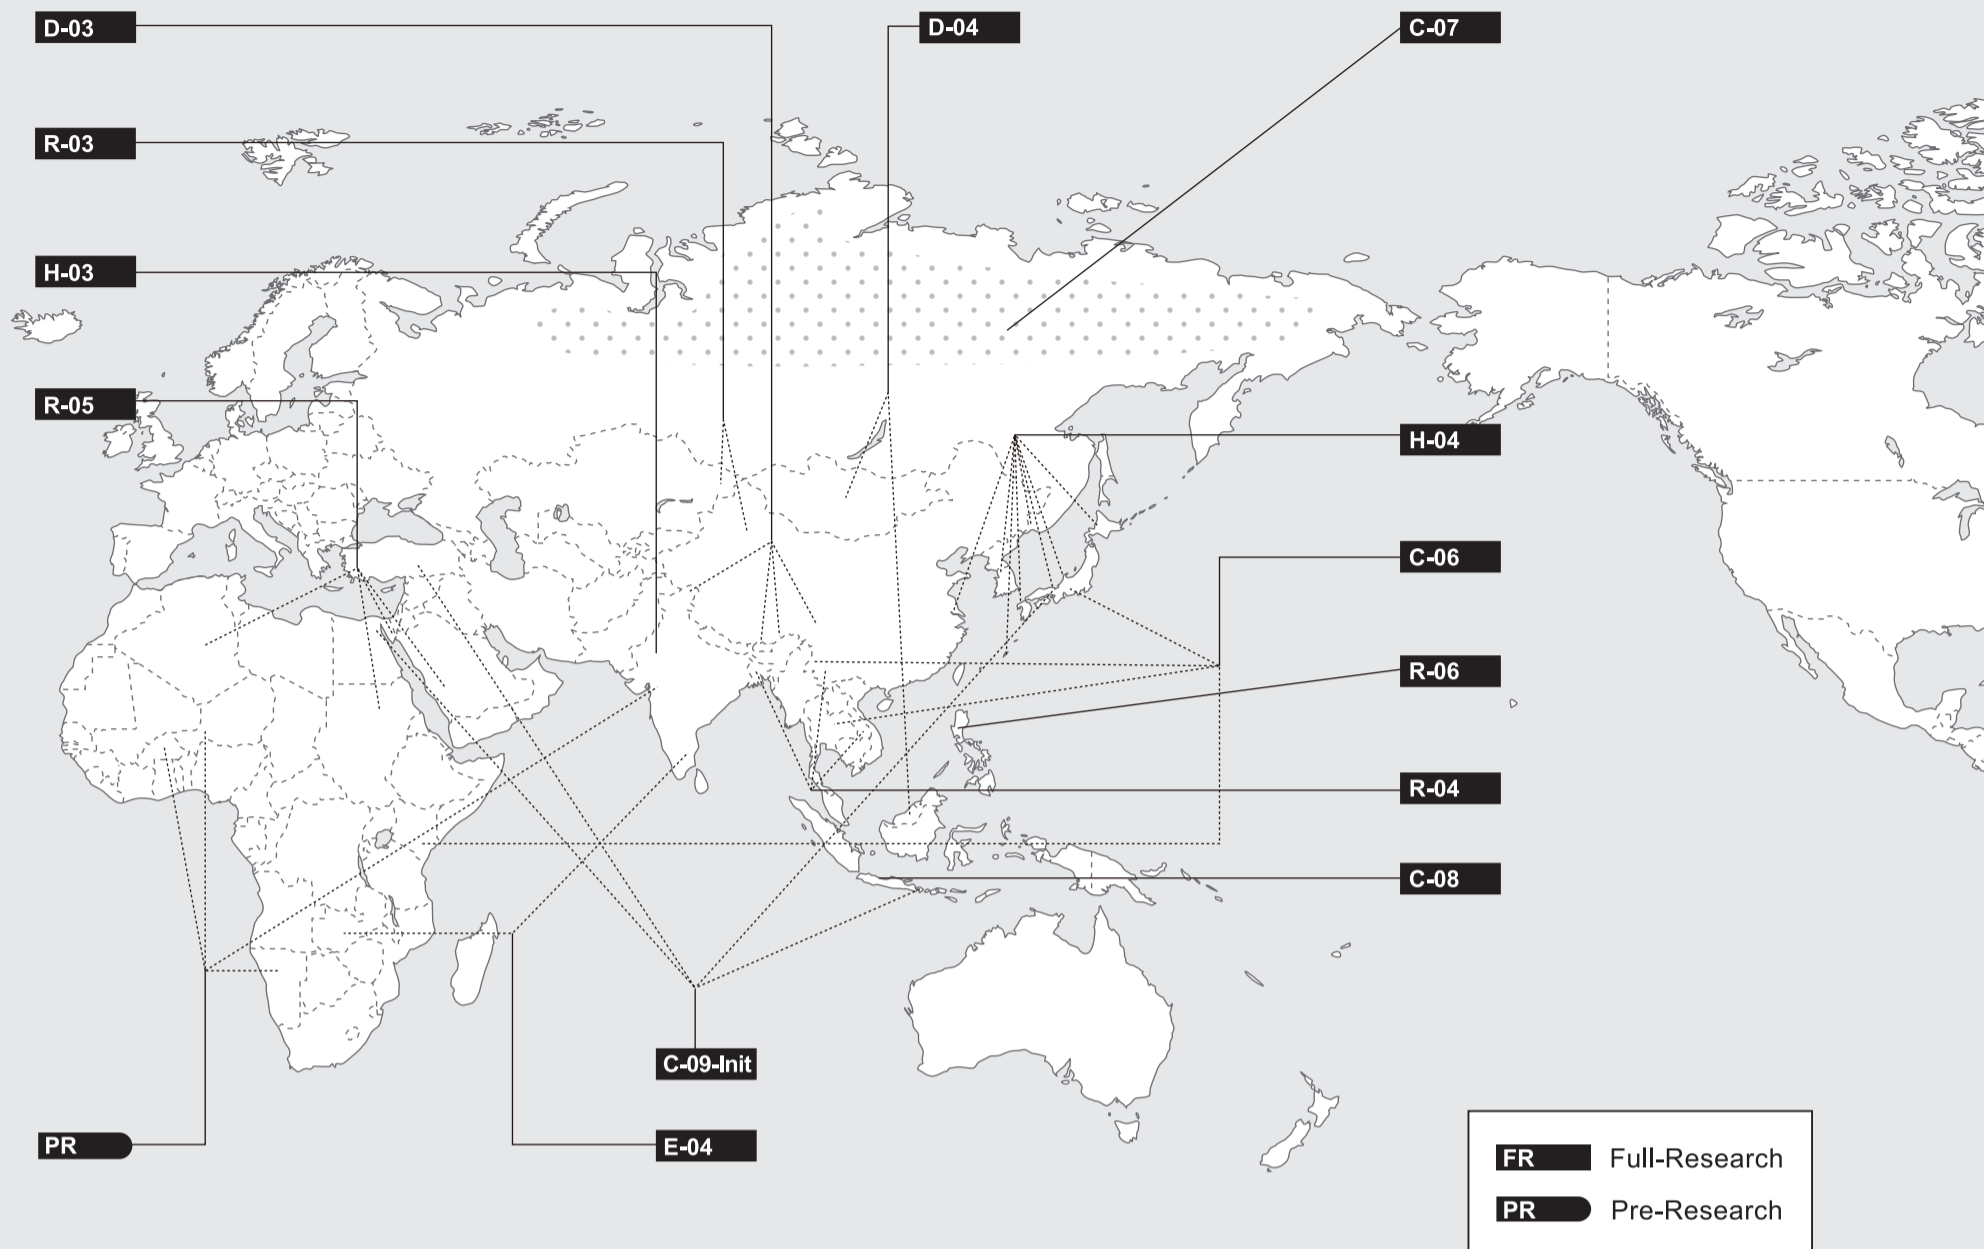 D-03
D-04
C-07
R-03
H-03
R-05
H-04
C-06
R-06
R-04
C-08
C-09-Init
PR
E-04
FR Full-Research
PR Pre-Research